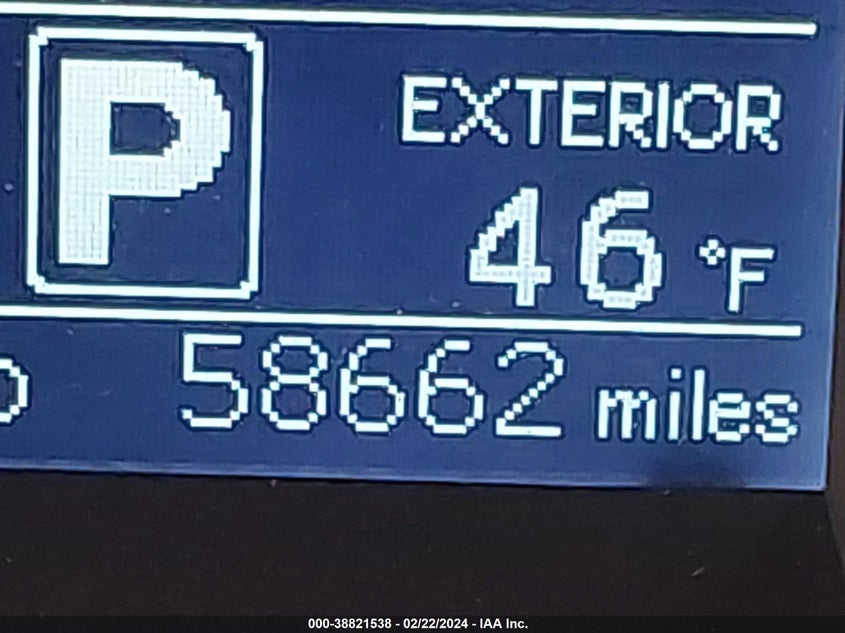 P
EXTERIOR
46 °F
58662 miles
000-38821538 - 02/22/2024 - IAA Inc.